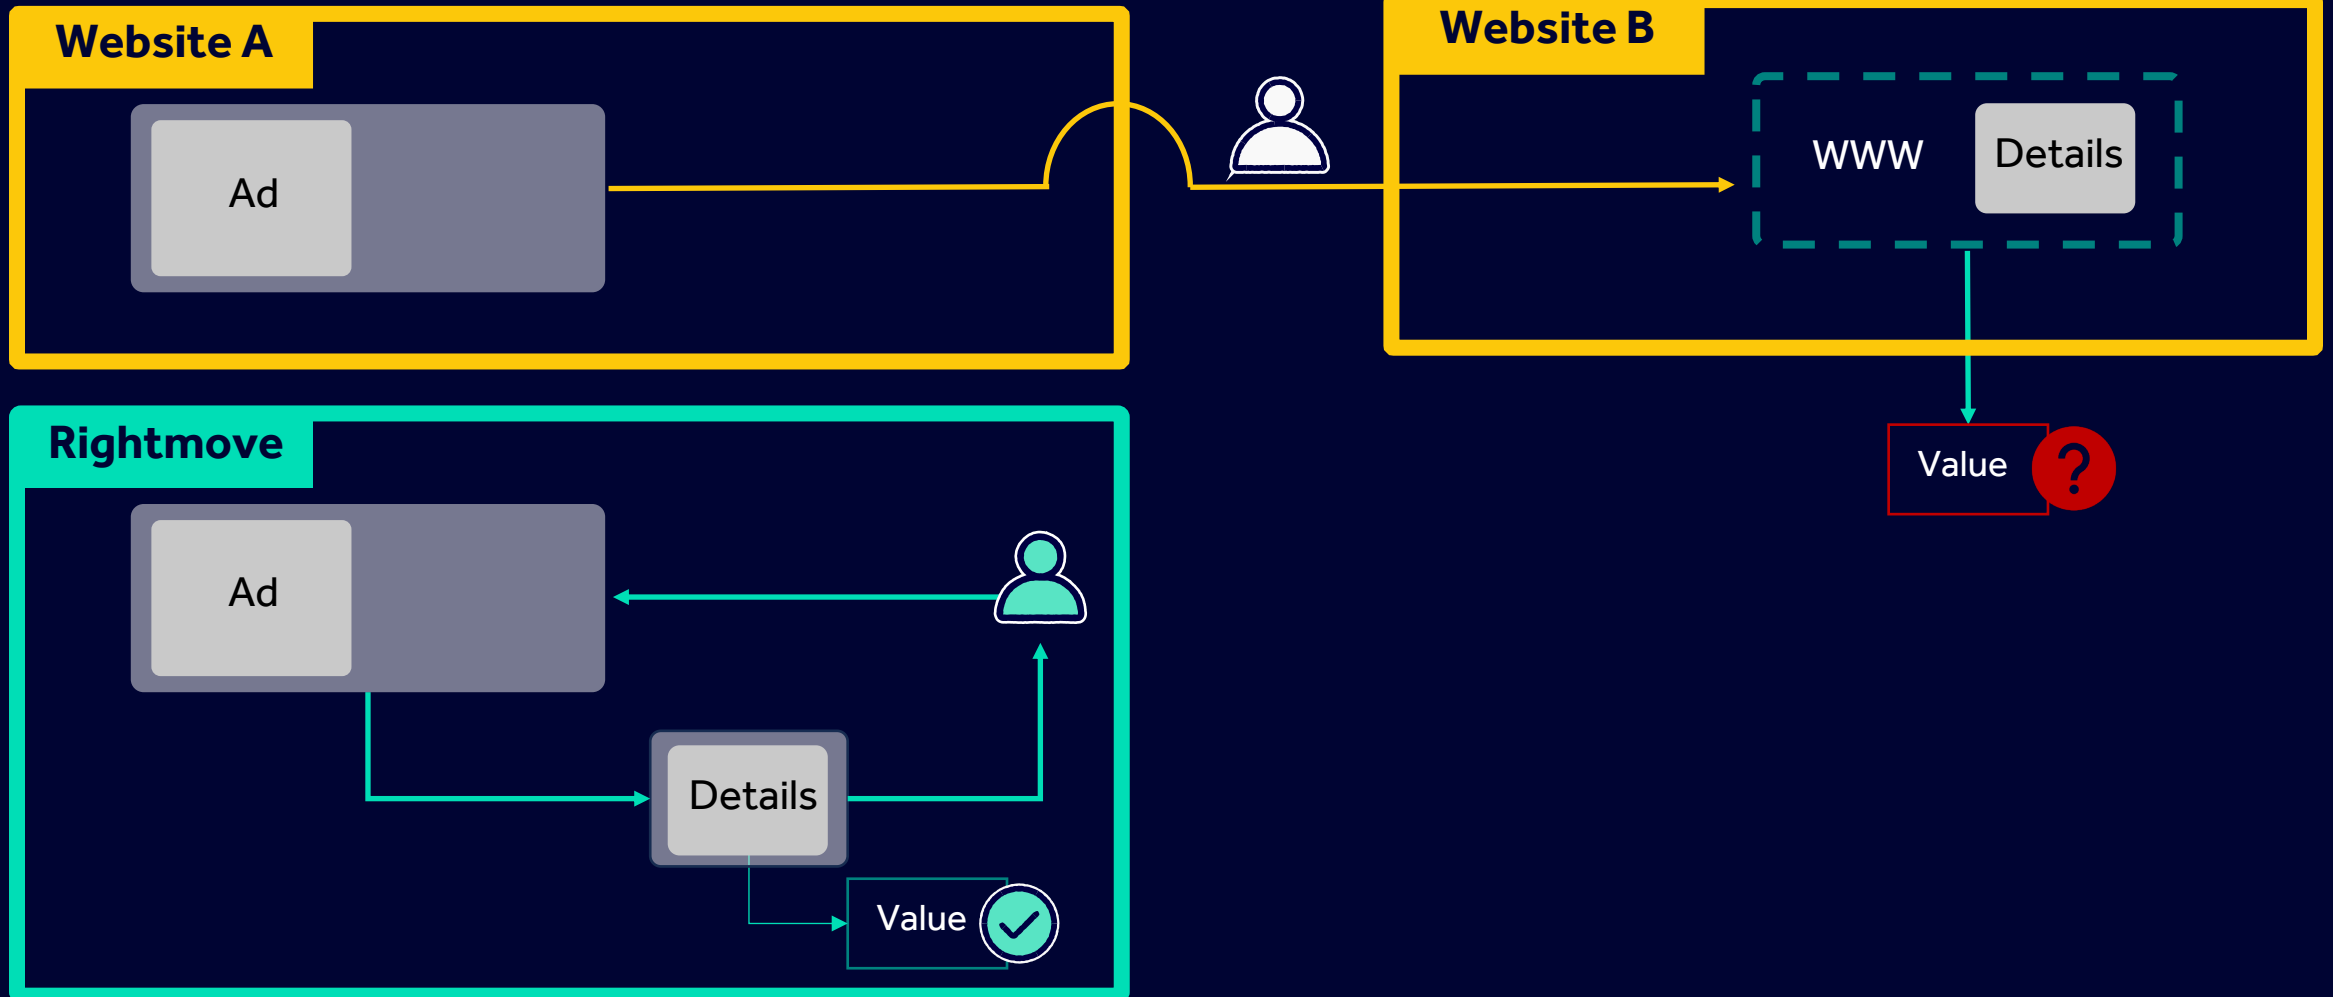 Website A
Ad
Website B
WWW
Details
Value
?
Rightmove
Ad
Details
Value